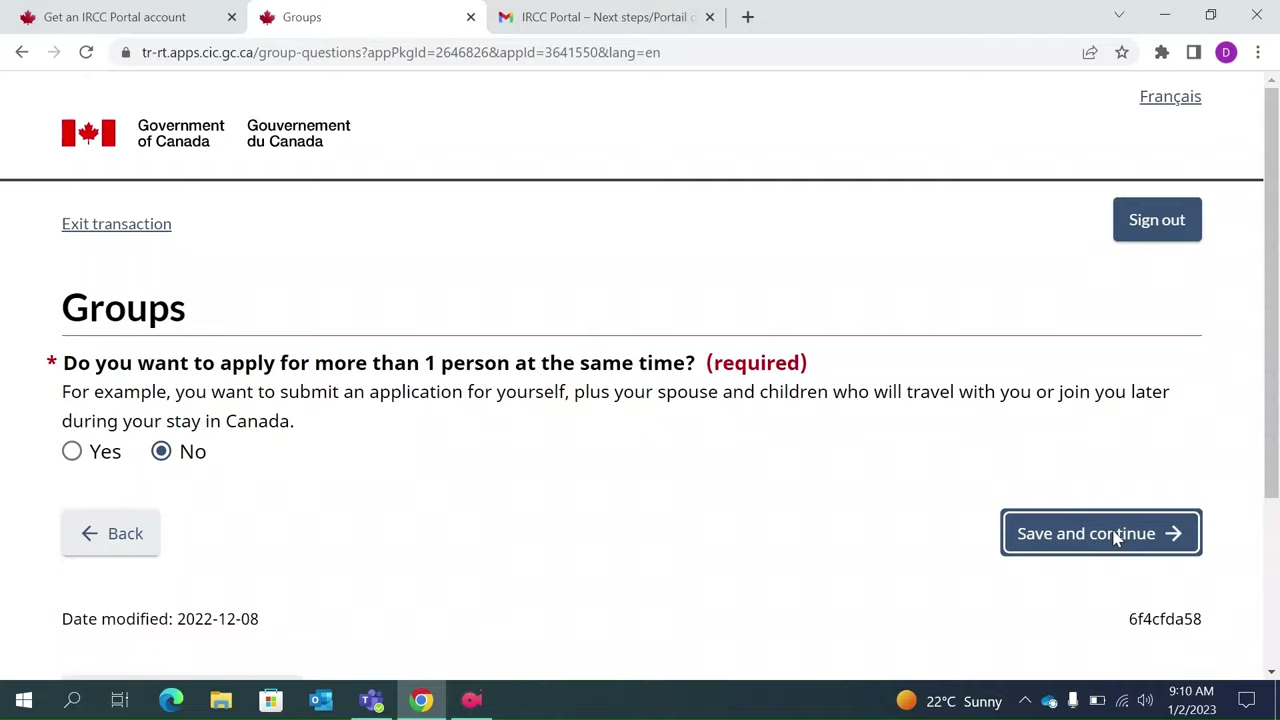 Get an IRCC Portal account
Groups
IRCC Portal – Next steps/Portail
tr-rt.apps.cic.gc.ca/group-questions?appPkgId=2646826&appId=3641550&lang=en
D
Français
Government of Canada
Gouvernement du Canada
Exit transaction
Sign out
Groups
* Do you want to apply for more than 1 person at the same time? (required)
For example, you want to submit an application for yourself, plus your spouse and children who will travel with you or join you later
during your stay in Canada.
Yes
No
Back
Save and continue
Date modified: 2022-12-08
6f4cfda58
22°C Sunny
9:10 AM
1/2/2023